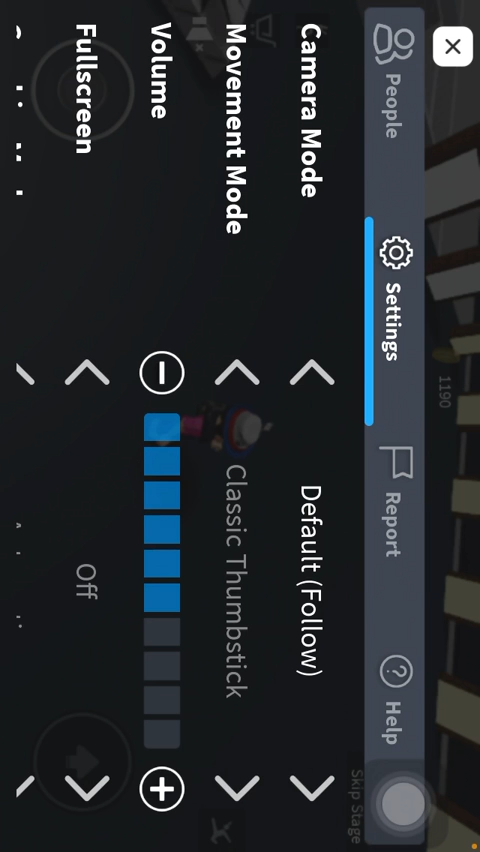 People
Settings
Report
Help
Camera Mode
Default (Follow)
Movement Mode
Classic Thumbstick
Volume
Fullscreen
Off
1190
Skip Stage